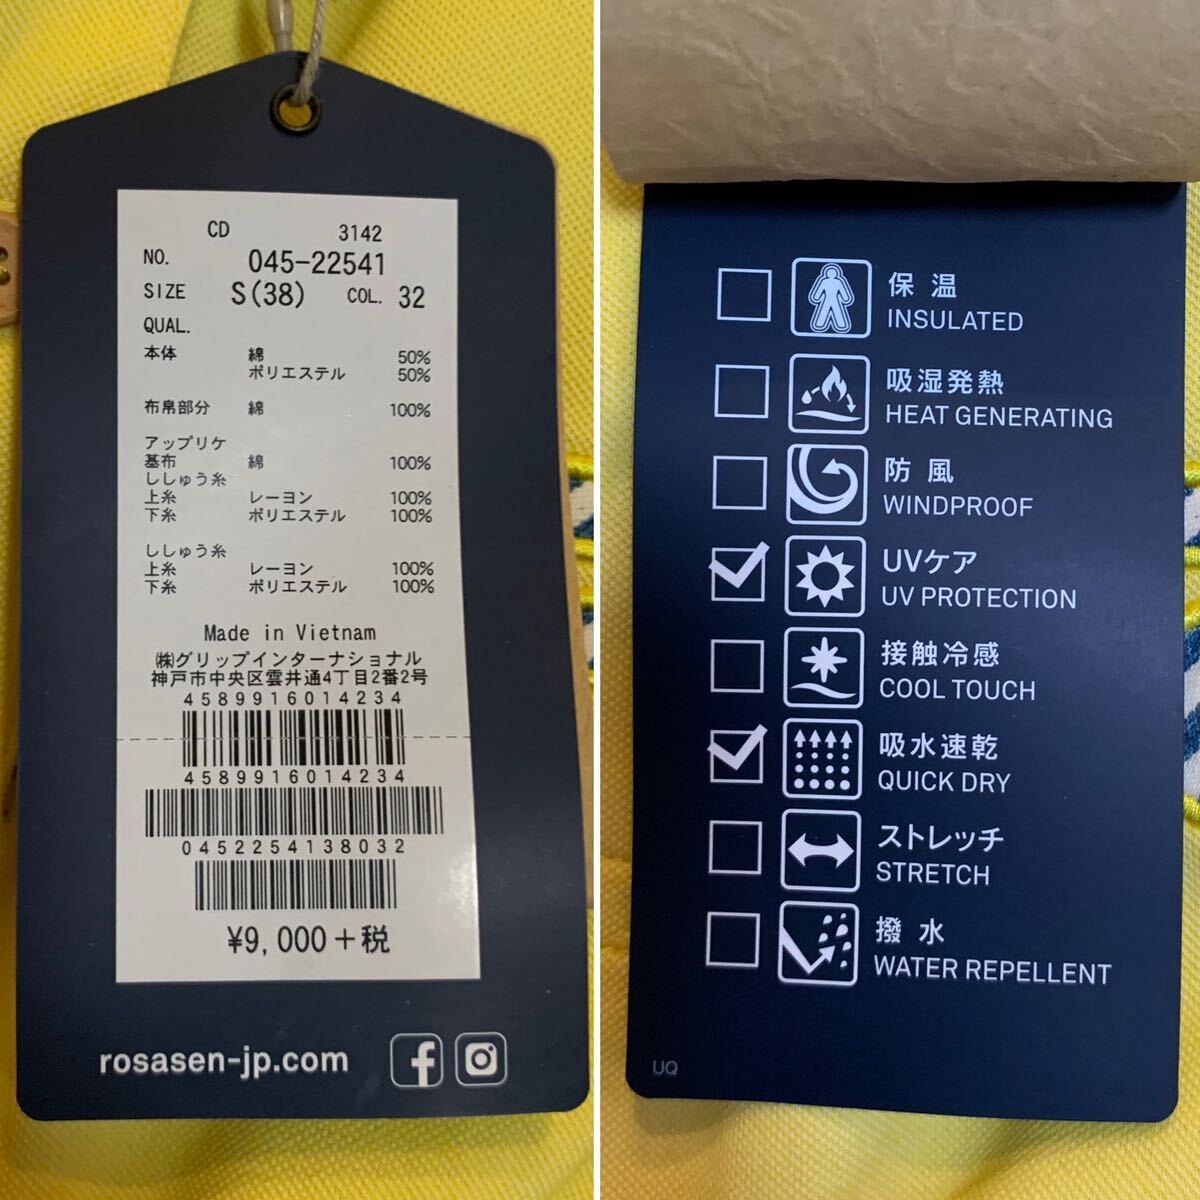 CD 3142
NO. 045-22541
SIZE S(38) COL. 32
QUAL.
本体 綿 50%
ポリエステル 50%
布帛部分 綿 100%
アップリケ
基布 綿 100%
ししゅう糸
上糸 レーヨン 100%
下糸 ポリエステル 100%
ししゅう糸
上糸 レーヨン 100%
下糸 ポリエステル 100%
Made in Vietnam
㈱グリップインターナショナル
神戸市中央区雲井通4丁目2番2号
4589916014234
4589916014234
0452254138032
¥9,000+税
rosasen-jp.com
保温
INSULATED
吸湿発熱
HEAT GENERATING
防風
WINDPROOF
UVケア
UV PROTECTION
接触冷感
COOL TOUCH
吸水速乾
QUICK DRY
ストレッチ
STRETCH
撥水
WATER REPELLENT
UQ